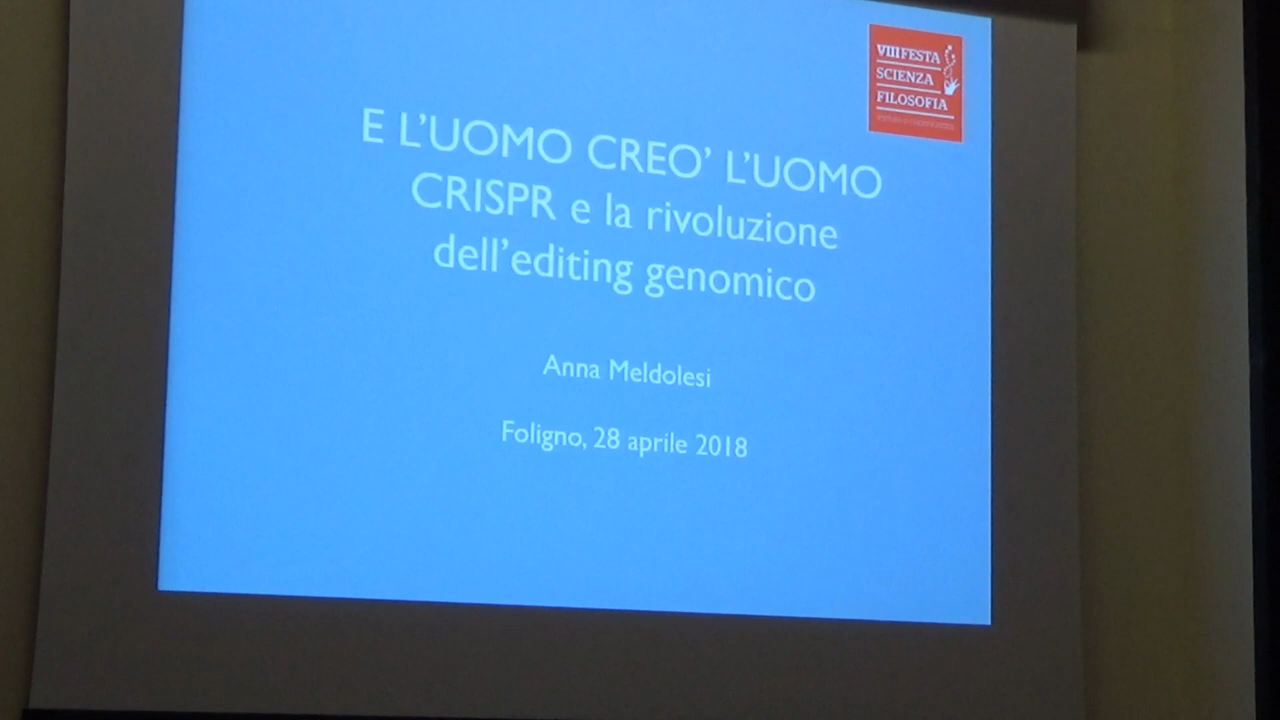 VIII FESTA
SCIENZA
FILOSOFIA
E L'UOMO CREO' L'UOMO
CRISPR e la rivoluzione
dell'editing genomico
Anna Meldolesi
Foligno, 28 aprile 2018